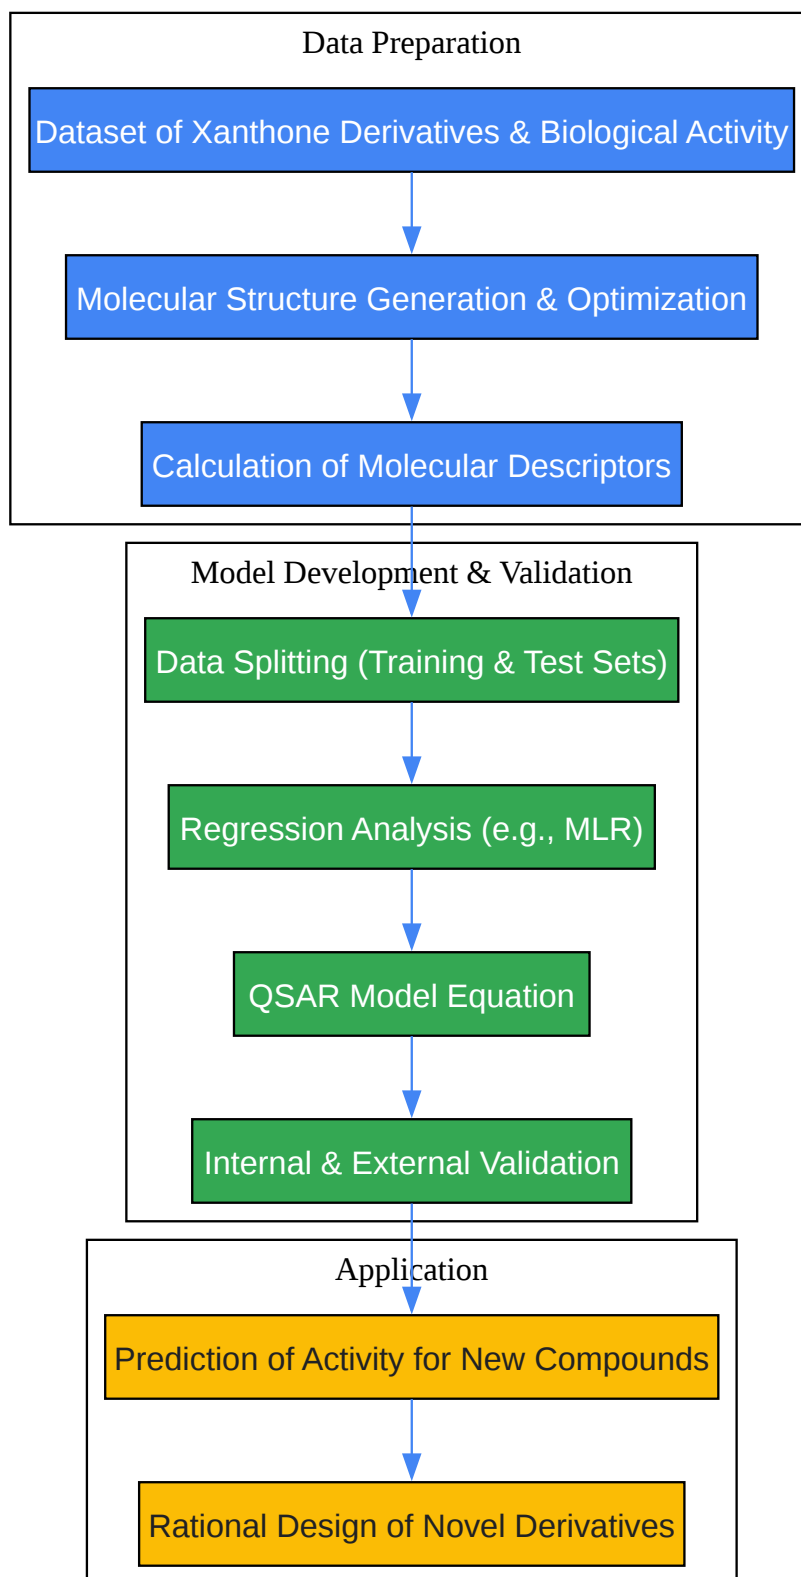 Data Preparation
Dataset of Xanthone Derivatives & Biological Activity
Molecular Structure Generation & Optimization
Calculation of Molecular Descriptors
Model Development & Validation
Data Splitting (Training & Test Sets)
Regression Analysis (e.g., MLR)
QSAR Model Equation
Internal & External Validation
Application
Prediction of Activity for New Compounds
Rational Design of Novel Derivatives